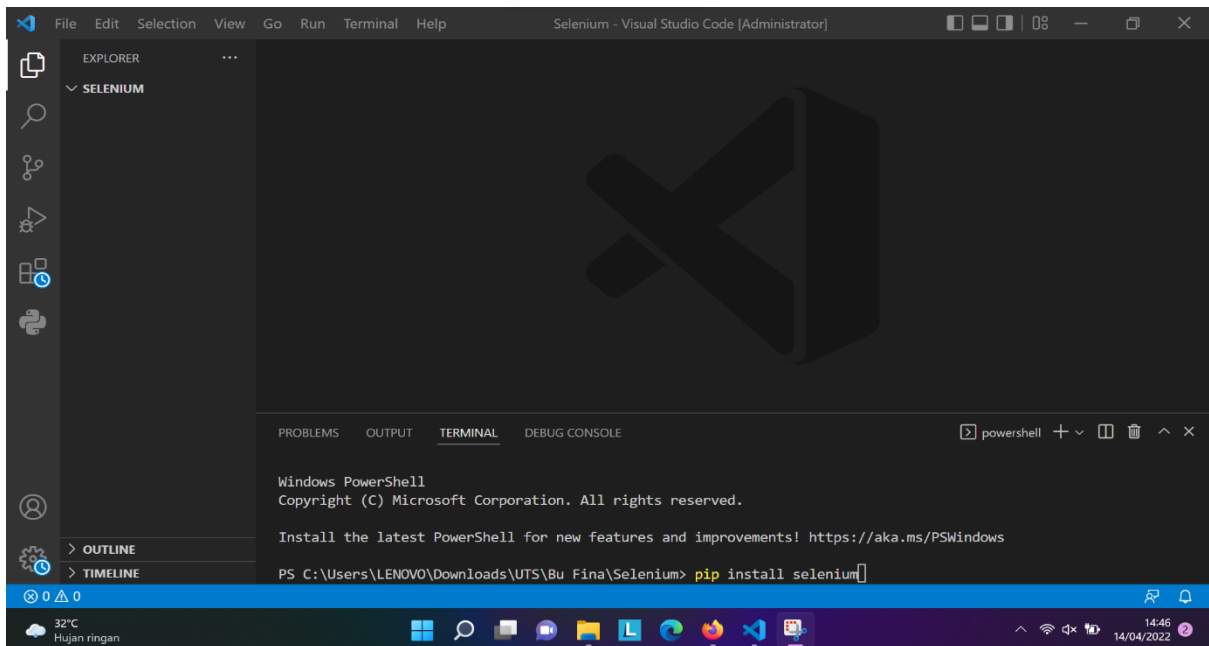 File Edit Selection View Go Run Terminal Help Selenium - Visual Studio Code [Administrator]
EXPLORER ...
SELENIUM
PROBLEMS OUTPUT TERMINAL DEBUG CONSOLE powershell
Windows PowerShell
Copyright (C) Microsoft Corporation. All rights reserved.
Install the latest PowerShell for new features and improvements! https://aka.ms/PSWindows
PS C:\Users\LENOVO\Downloads\UTS\Bu Fina\Selenium> pip install selenium
OUTLINE
TIMELINE
0 0
32°C
Hujan ringan
L
14:46
14/04/2022
2